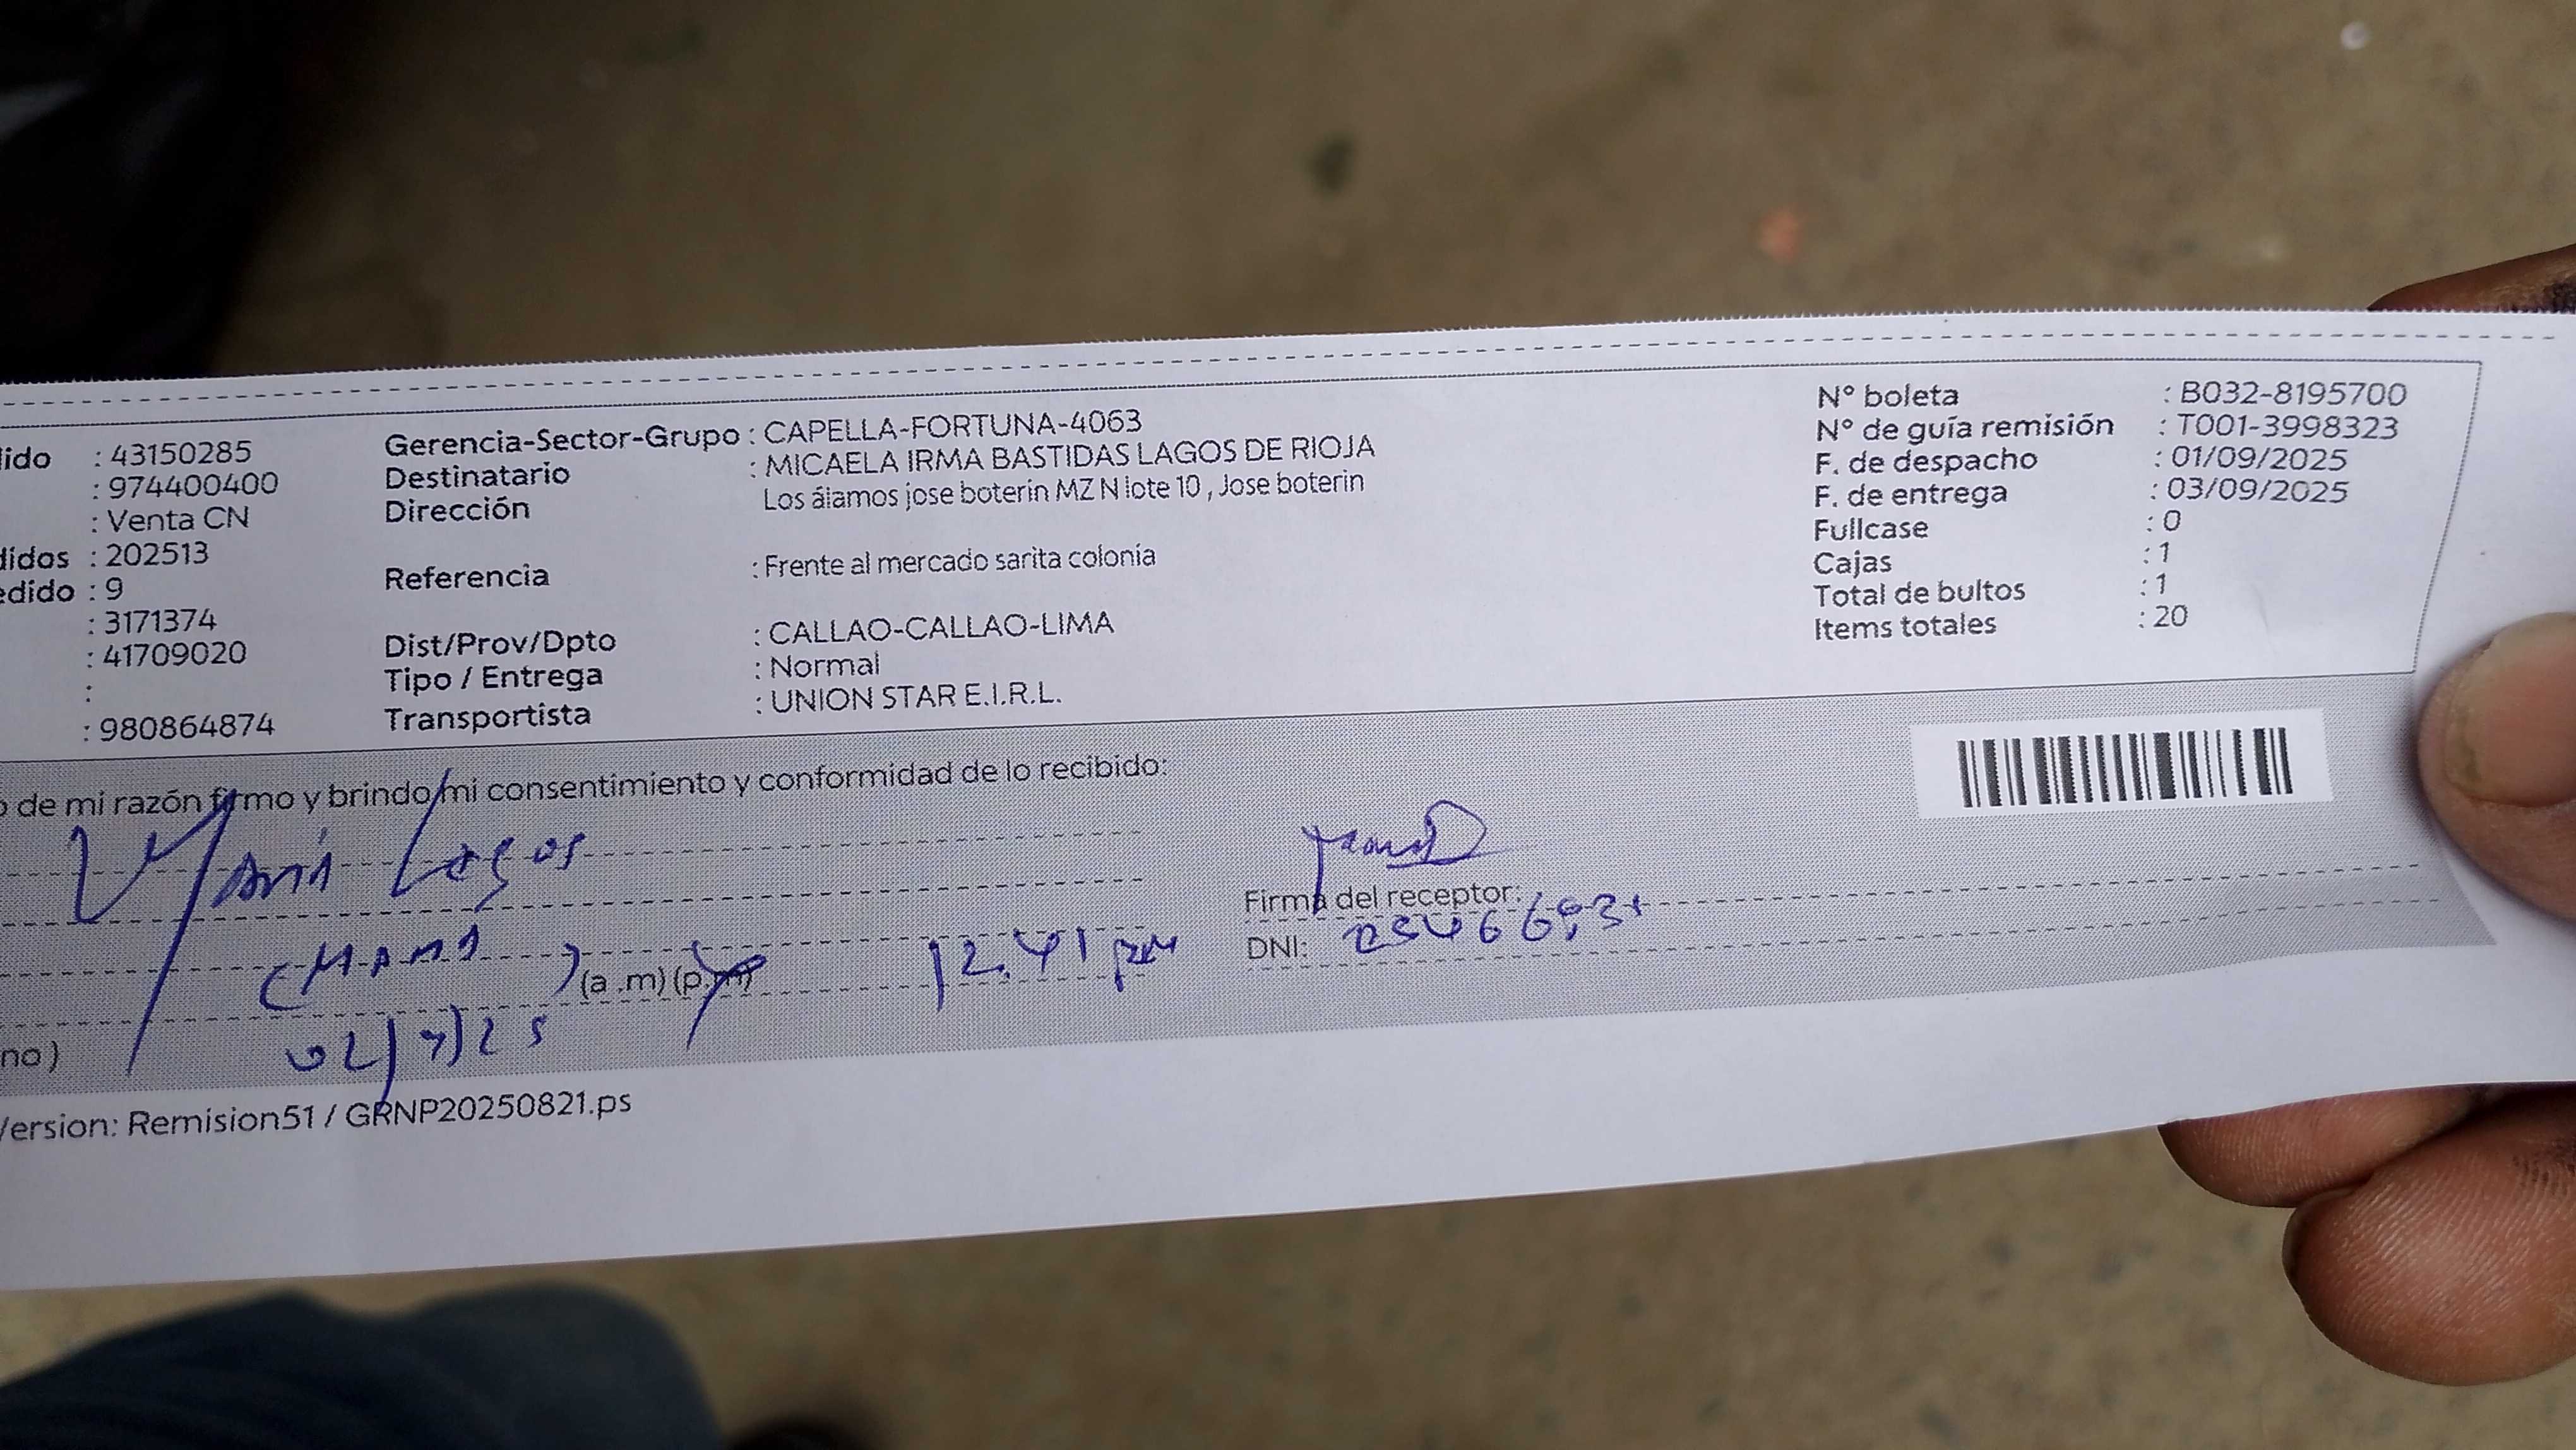 lido : 43150285
: 974400400
: Venta CN
didos : 202513
edido : 9
: 3171374
: 41709020
:
: 980864874
Gerencia-Sector-Grupo : CAPELLA-FORTUNA-4063
Destinatario : MICAELA IRMA BASTIDAS LAGOS DE RIOJA
Dirección Los álamos jose boterin MZ N lote 10 , Jose boterin
Referencia : Frente al mercado sarita colonia
Dist/Prov/Dpto : CALLAO-CALLAO-LIMA
Tipo / Entrega : Normal
Transportista : UNION STAR E.I.R.L.
N° boleta : B032-8195700
N° de guía remisión : T001-3998323
F. de despacho : 01/09/2025
F. de entrega : 03/09/2025
Fullcase : 0
Cajas : 1
Total de bultos : 1
Items totales : 20
o de mi razón firmo y brindo mi consentimiento y conformidad de lo recibido:
Lagos
(a .m) (p.m)
12.41 pm
Firma del receptor:
DNI:
no)
Version: Remision51 / GRNP20250821.ps